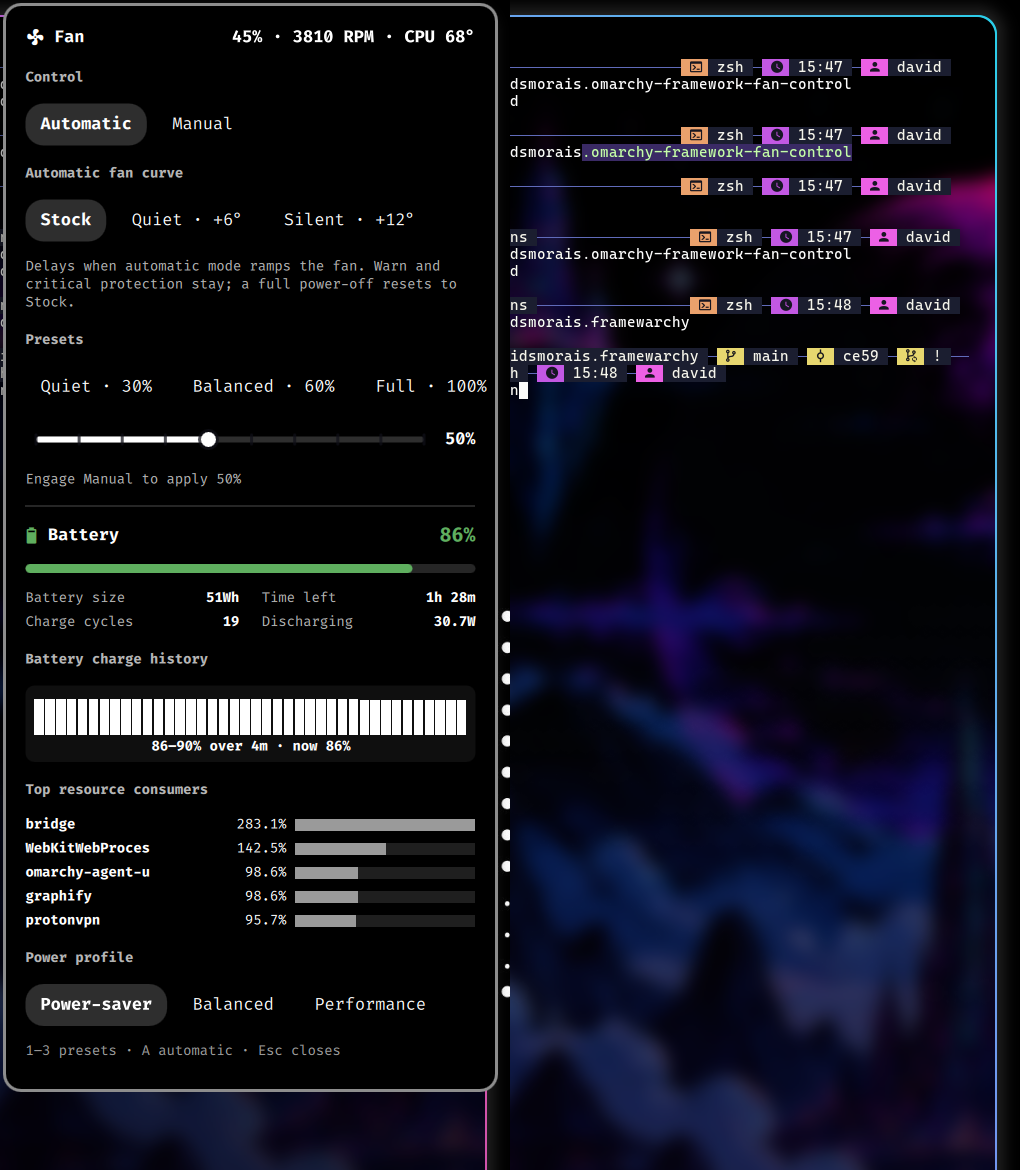 Fan 45% · 3810 RPM · CPU 68°
Control
Automatic Manual
Automatic fan curve
Stock Quiet · +6° Silent · +12°
Delays when automatic mode ramps the fan. Warn and
critical protection stay; a full power-off resets to
Stock.
Presets
Quiet · 30% Balanced · 60% Full · 100%
50%
Engage Manual to apply 50%
Battery 86%
Battery size 51Wh Time left 1h 28m
Charge cycles 19 Discharging 30.7W
Battery charge history
86–90% over 4m · now 86%
Top resource consumers
bridge 283.1%
WebKitWebProces 142.5%
omarchy-agent-u 98.6%
graphify 98.6%
protonvpn 95.7%
Power profile
Power-saver Balanced Performance
1–3 presets · A automatic · Esc closes
zsh 15:47 david
dsmorais.omarchy-framework-fan-control
d
zsh 15:47 david
dsmorais.omarchy-framework-fan-control
zsh 15:47 david
ns zsh 15:47 david
dsmorais.omarchy-framework-fan-control
d
ns zsh 15:48 david
dsmorais.framewarchy
idsmorais.framewarchy main ce59 !
h 15:48 david
n